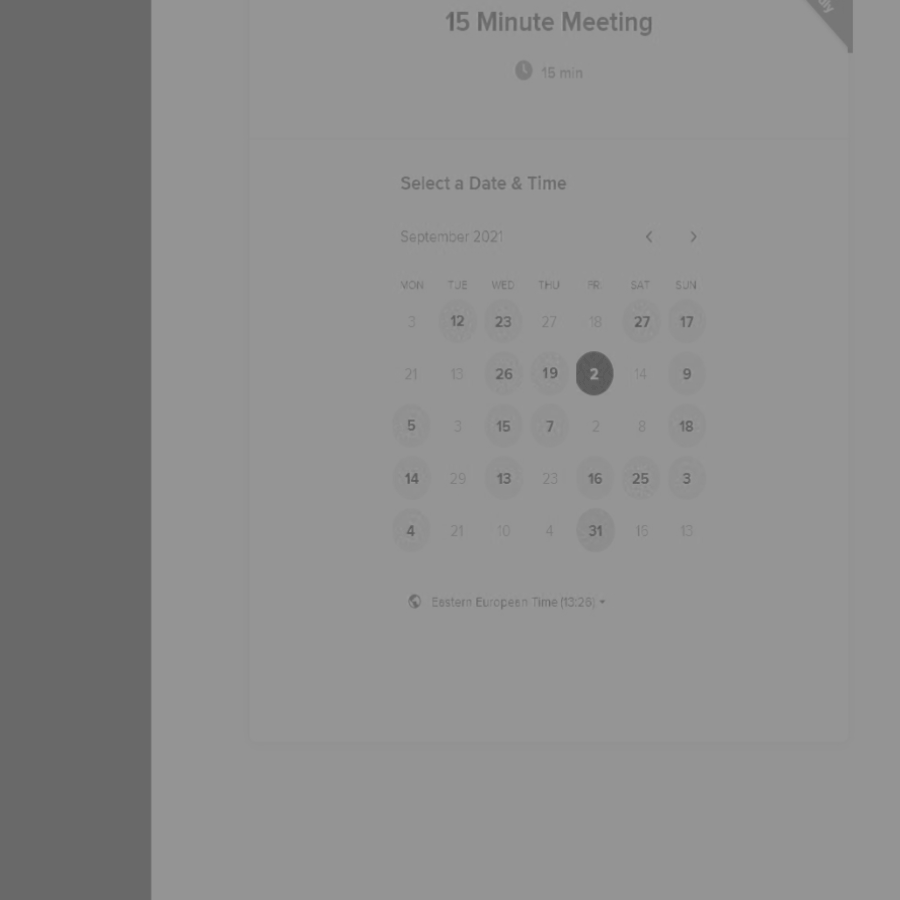 15 Minute Meeting
15 min
Select a Date & Time
September 2021
MON TUE WED THU FRI SAT SUN
3 12 23 27 18 27 17
21 13 26 19 2 14 9
5 3 15 7 2 8 18
14 29 13 23 16 25 3
4 21 10 4 31 16 13
Eastern European Time (13:26)